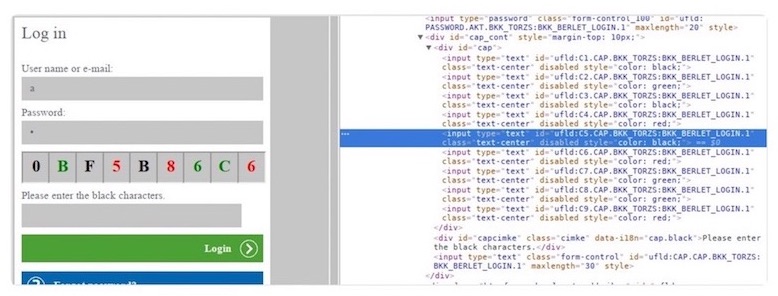 Log in
User name or e-mail:
a
Password:
•
0 B F 5 B 8 6 C 6
Please enter the black characters.
Login
Forgot password?
<input type="password" class="form-control_100" id="ufld:
PASSWORD.AKT.BKK_TORZS:BKK_BERLET_LOGIN.1" maxlength="20" style>
▼<div id="cap_cont" style="margin-top: 10px;">
▼<div id="cap">
<input type="text" id="ufld:C1.CAP.BKK_TORZS:BKK_BERLET_LOGIN.1"
class="text-center" disabled style="color: black;">
<input type="text" id="ufld:C2.CAP.BKK_TORZS:BKK_BERLET_LOGIN.1"
class="text-center" disabled style="color: green;">
<input type="text" id="ufld:C3.CAP.BKK_TORZS:BKK_BERLET_LOGIN.1"
class="text-center" disabled style="color: black;">
<input type="text" id="ufld:C4.CAP.BKK_TORZS:BKK_BERLET_LOGIN.1"
class="text-center" disabled style="color: red;">
… <input type="text" id="ufld:C5.CAP.BKK_TORZS:BKK_BERLET_LOGIN.1"
class="text-center" disabled style="color: black;"> == $0
<input type="text" id="ufld:C6.CAP.BKK_TORZS:BKK_BERLET_LOGIN.1"
class="text-center" disabled style="color: red;">
<input type="text" id="ufld:C7.CAP.BKK_TORZS:BKK_BERLET_LOGIN.1"
class="text-center" disabled style="color: green;">
<input type="text" id="ufld:C8.CAP.BKK_TORZS:BKK_BERLET_LOGIN.1"
class="text-center" disabled style="color: green;">
<input type="text" id="ufld:C9.CAP.BKK_TORZS:BKK_BERLET_LOGIN.1"
class="text-center" disabled style="color: red;">
</div>
<div id="capcimke" class="cimke" data-i18n="cap.black">Please enter
the black characters.</div>
<input type="text" class="form-control" id="ufld:CAP.CAP.BKK_TORZS:
BKK_BERLET_LOGIN.1" maxlength="30" style>
</div>